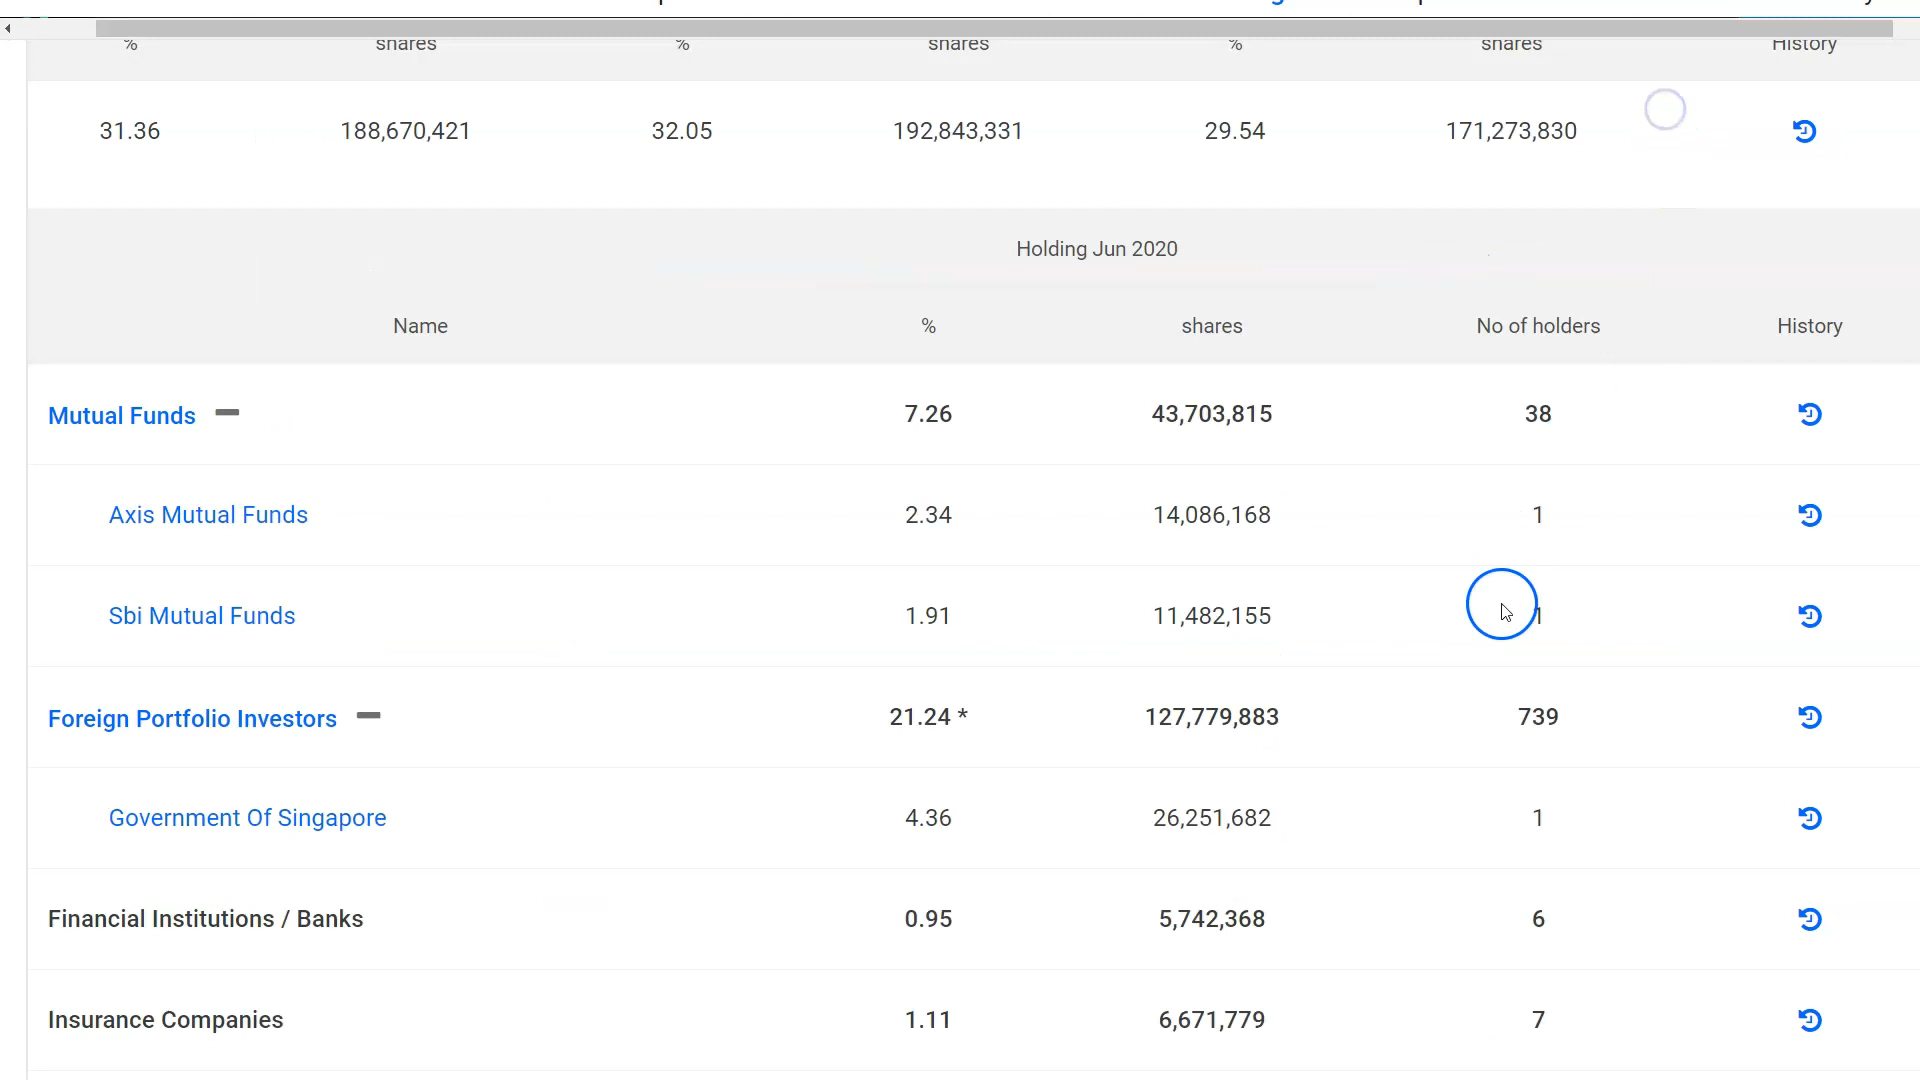 % shares % shares % shares History
31.36 188,670,421 32.05 192,843,331 29.54 171,273,830
Holding Jun 2020
Name % shares No of holders History
Mutual Funds 7.26 43,703,815 38
Axis Mutual Funds 2.34 14,086,168 1
Sbi Mutual Funds 1.91 11,482,155 1
Foreign Portfolio Investors 21.24 * 127,779,883 739
Government Of Singapore 4.36 26,251,682 1
Financial Institutions / Banks 0.95 5,742,368 6
Insurance Companies 1.11 6,671,779 7